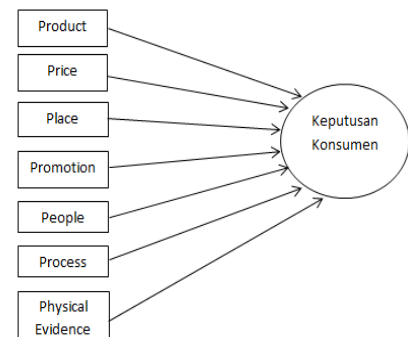 Product
Price
Place
Promotion
People
Process
Physical
Evidence
Keputusan
Konsumen